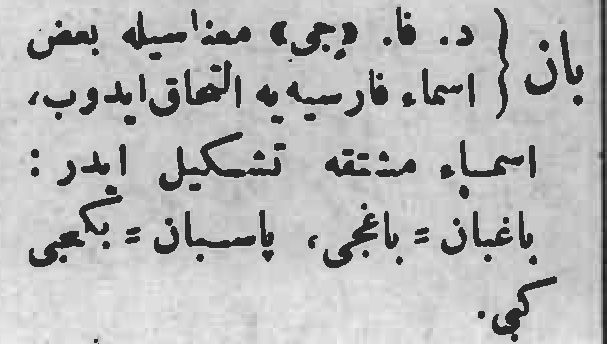 بان } د. فا. «جی» معناسیله بعض
اسماء فارسیه‌یه التحاق ایدوب،
اسماء مشتقه تشکیل ایدر :
باغبان = باغجی، پاسبان = بکجی
کبی.